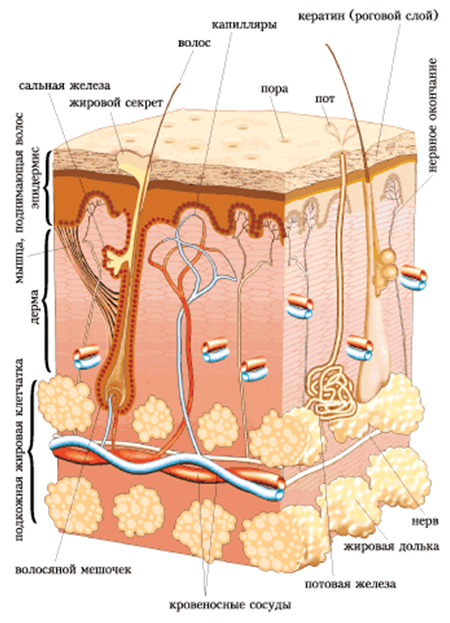 кератин (роговой слой)
капилляры
волос
сальная железа
жировой секрет
пора
пот
нервное окончание
мышца, поднимающая волос
эпидермис
дерма
подкожная жировая клетчатка
нерв
жировая долька
волосяной мешочек
потовая железа
кровеносные сосуды